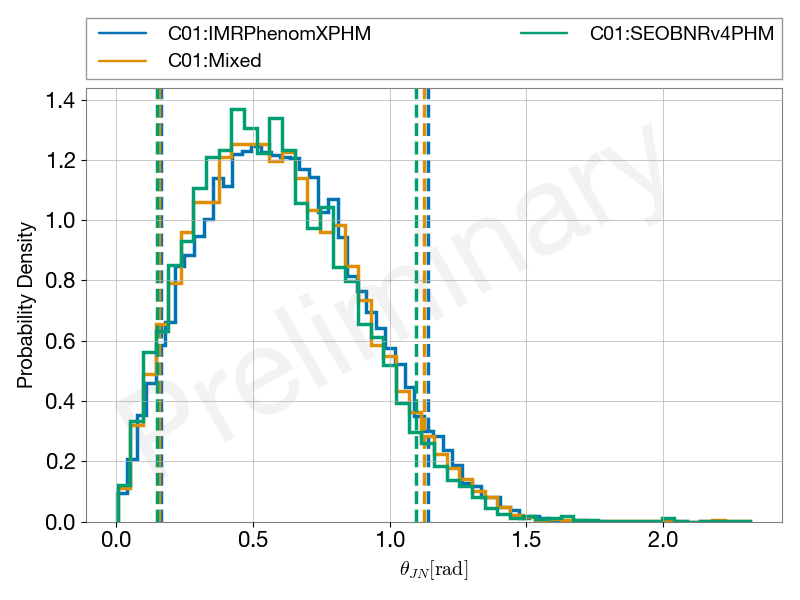 C01:IMRPhenomXPHM
C01:Mixed
C01:SEOBNRv4PHM
1.4
1.2
1.0
0.8
0.6
0.4
0.2
0.0
Probability Density
Preliminary
0.0 0.5 1.0 1.5 2.0
θ_JN[rad]